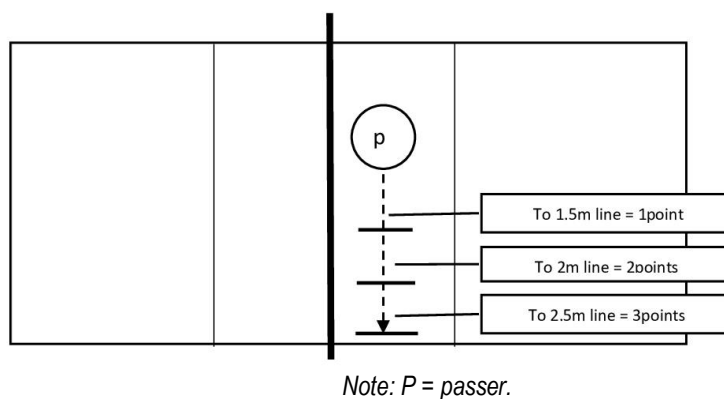 p
To 1.5m line = 1point
To 2m line = 2points
To 2.5m line = 3points
Note: P = passer.